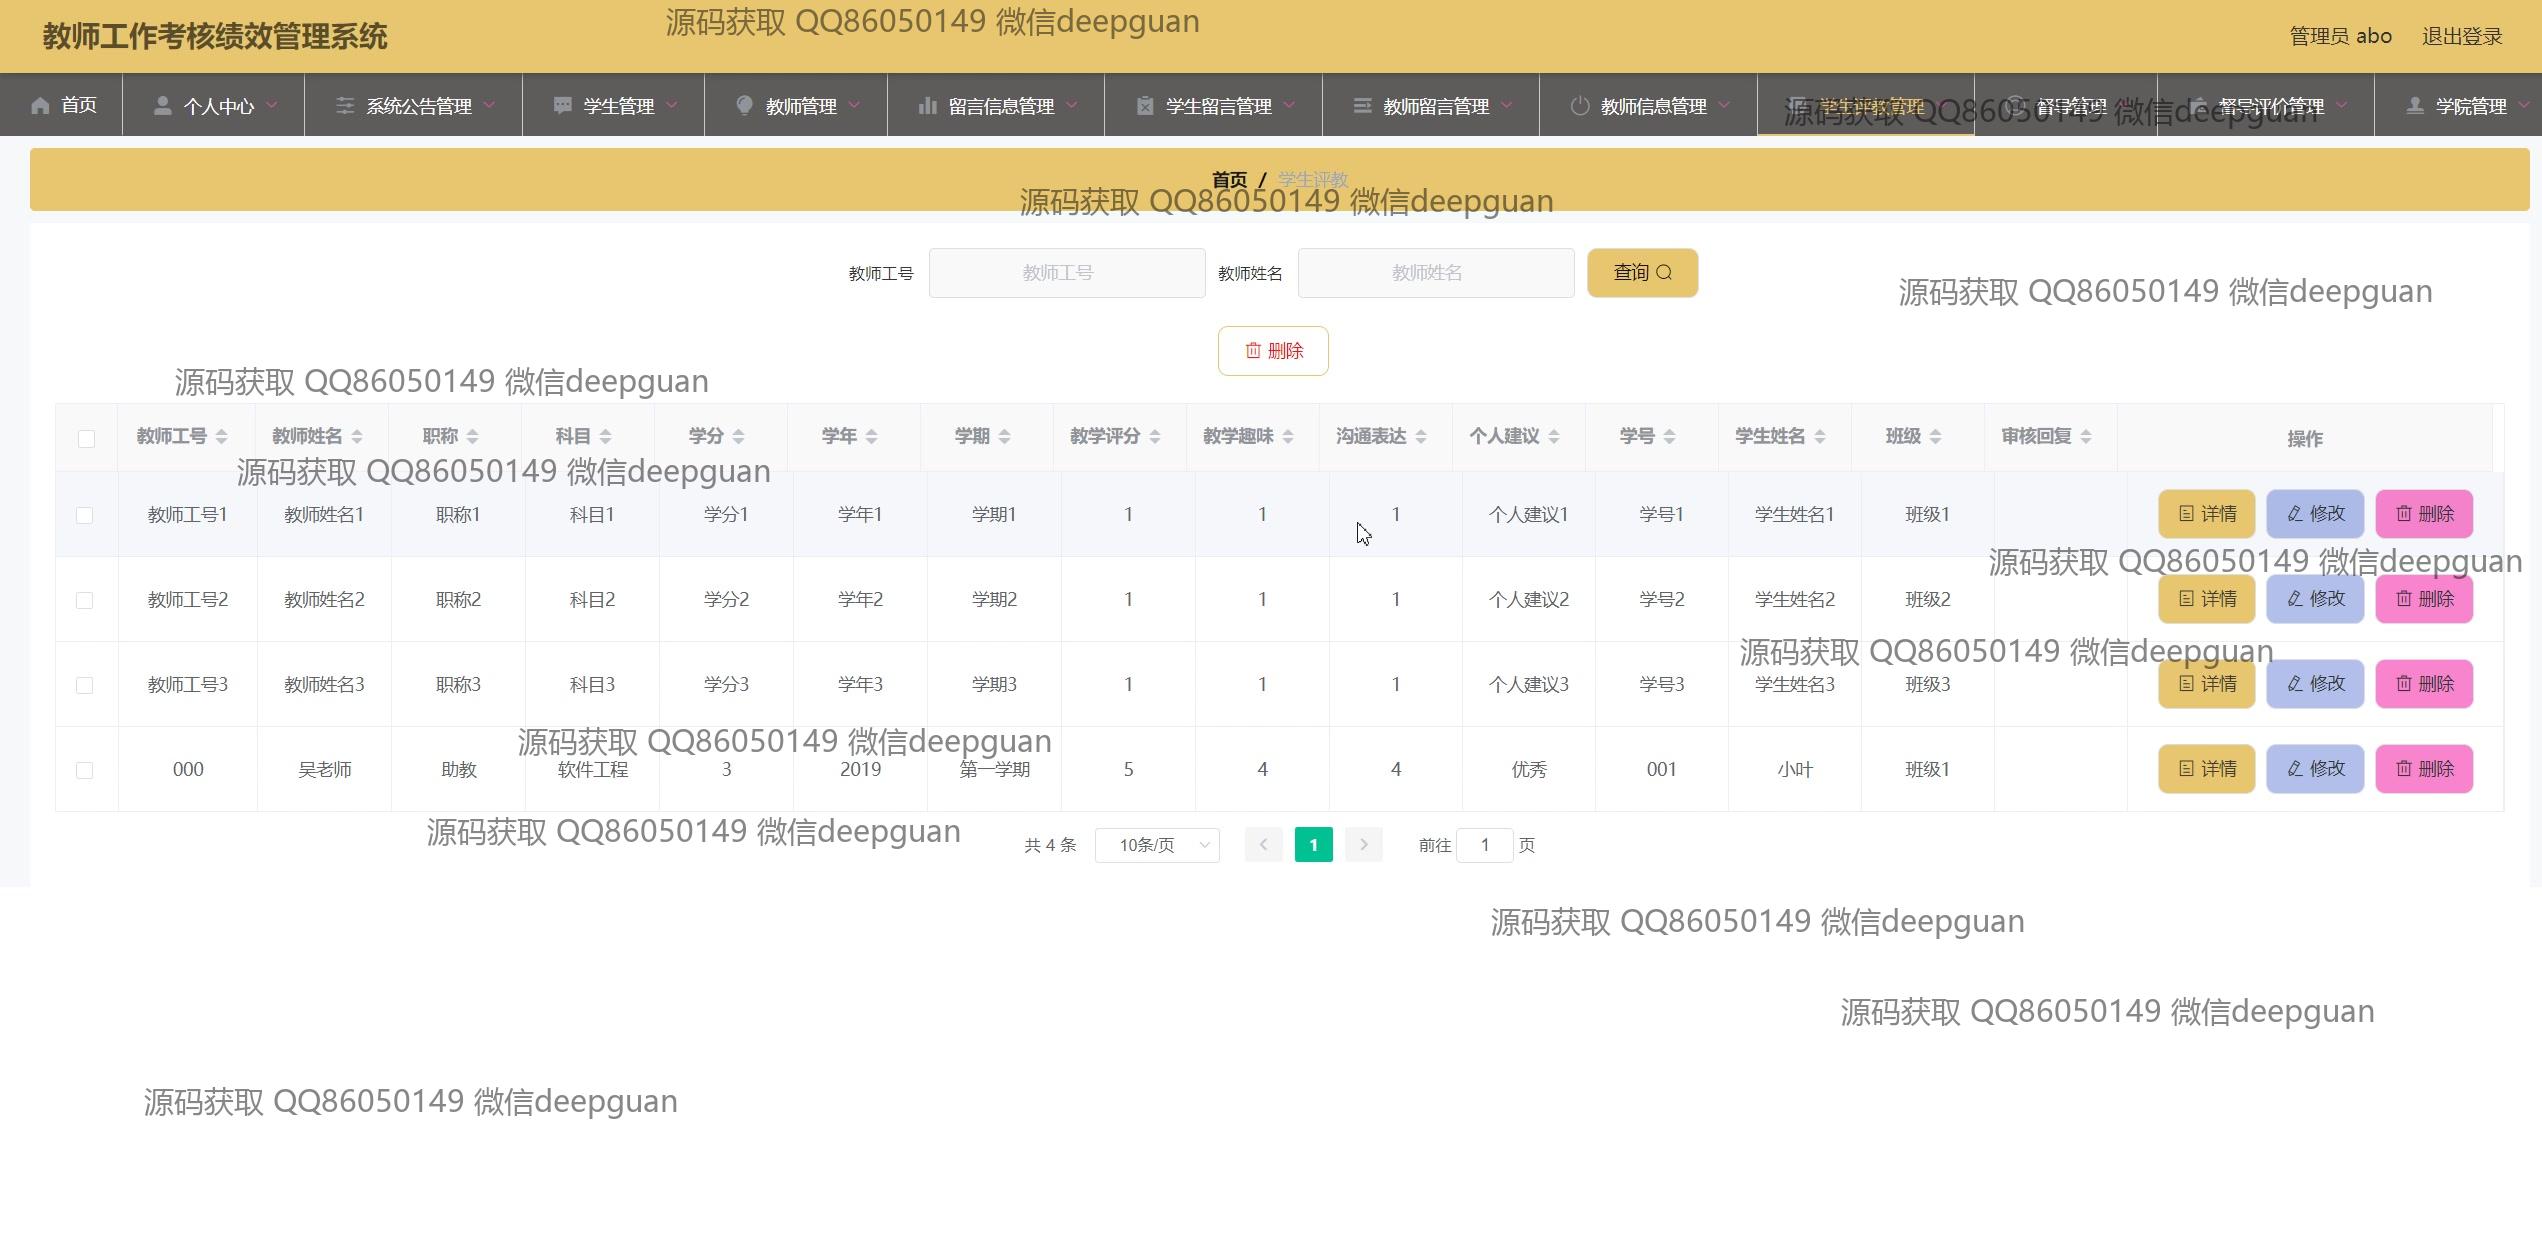 教师工作考核绩效管理系统
源码获取 QQ86050149 微信deepguan
管理员 abo 退出登录
首页 个人中心 系统公告管理 学生管理 教师管理 留言信息管理 学生留言管理 教师留言管理 教师信息管理 学生评教管理 督导管理 督导评价管理 学院管理
源码获取 QQ86050149 微信deepguan
首页 / 学生评教
源码获取 QQ86050149 微信deepguan
教师工号 教师工号 教师姓名 教师姓名 查询
源码获取 QQ86050149 微信deepguan
删除
源码获取 QQ86050149 微信deepguan
教师工号 教师姓名 职称 科目 学分 学年 学期 教学评分 教学趣味 沟通表达 个人建议 学号 学生姓名 班级 审核回复 操作
源码获取 QQ86050149 微信deepguan
教师工号1 教师姓名1 职称1 科目1 学分1 学年1 学期1 1 1 1 个人建议1 学号1 学生姓名1 班级1 详情 修改 删除
源码获取 QQ86050149 微信deepguan
教师工号2 教师姓名2 职称2 科目2 学分2 学年2 学期2 1 1 1 个人建议2 学号2 学生姓名2 班级2 详情 修改 删除
源码获取 QQ86050149 微信deepguan
教师工号3 教师姓名3 职称3 科目3 学分3 学年3 学期3 1 1 1 个人建议3 学号3 学生姓名3 班级3 详情 修改 删除
源码获取 QQ86050149 微信deepguan
000 吴老师 助教 软件工程 3 2019 第一学期 5 4 4 优秀 001 小叶 班级1 详情 修改 删除
源码获取 QQ86050149 微信deepguan
共 4 条 10条/页 1 前往 1 页
源码获取 QQ86050149 微信deepguan
源码获取 QQ86050149 微信deepguan
源码获取 QQ86050149 微信deepguan